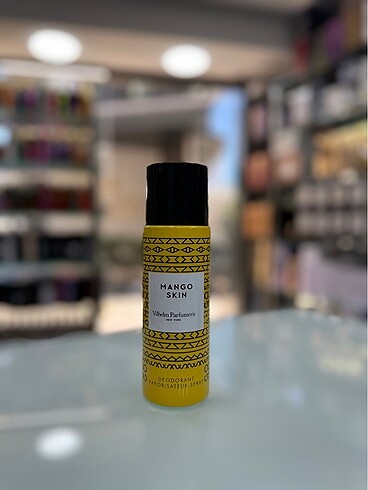 MANGO
SKIN
Vilhelm Parfumerie
NEW YORK
DEODORANT
VAPORISATEUR SPRAY